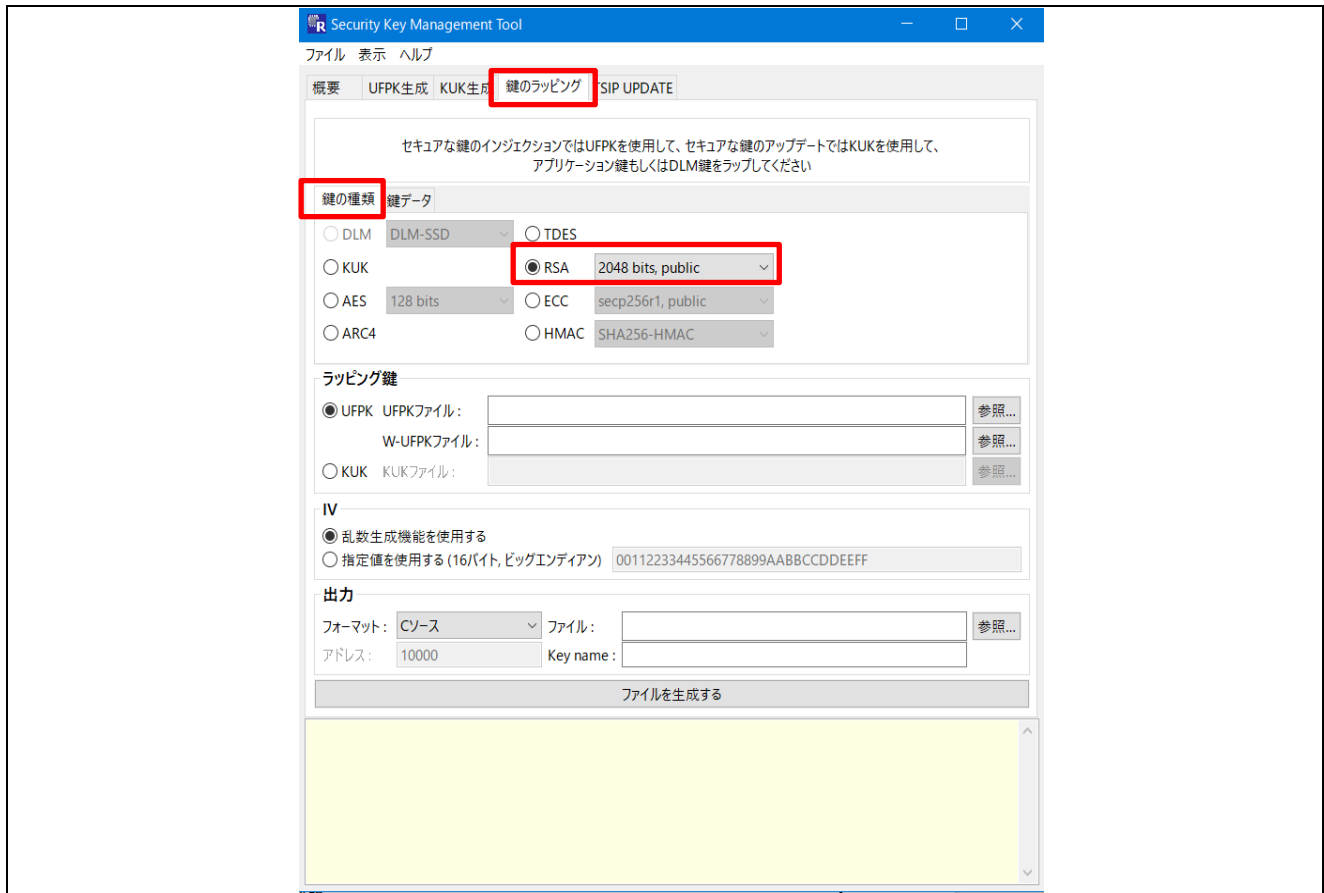 Security Key Management Tool
ファイル 表示 ヘルプ
概要 UFPK生成 KUK生成 鍵のラッピング TSIP UPDATE
セキュアな鍵のインジェクションではUFPKを使用して、セキュアな鍵のアップデートではKUKを使用して、
アプリケーション鍵もしくはDLM鍵をラップしてください
鍵の種類 鍵データ
DLM DLM-SSD TDES
KUK RSA 2048 bits, public
AES 128 bits ECC secp256r1, public
ARC4 HMAC SHA256-HMAC
ラッピング鍵
UFPK UFPKファイル : 参照...
W-UFPKファイル : 参照...
KUK KUKファイル : 参照...
IV
乱数生成機能を使用する
指定値を使用する (16バイト, ビッグエンディアン) 00112233445566778899AABBCCDDEEFF
出力
フォーマット : Cソース ファイル : 参照...
アドレス : 10000 Key name :
ファイルを生成する